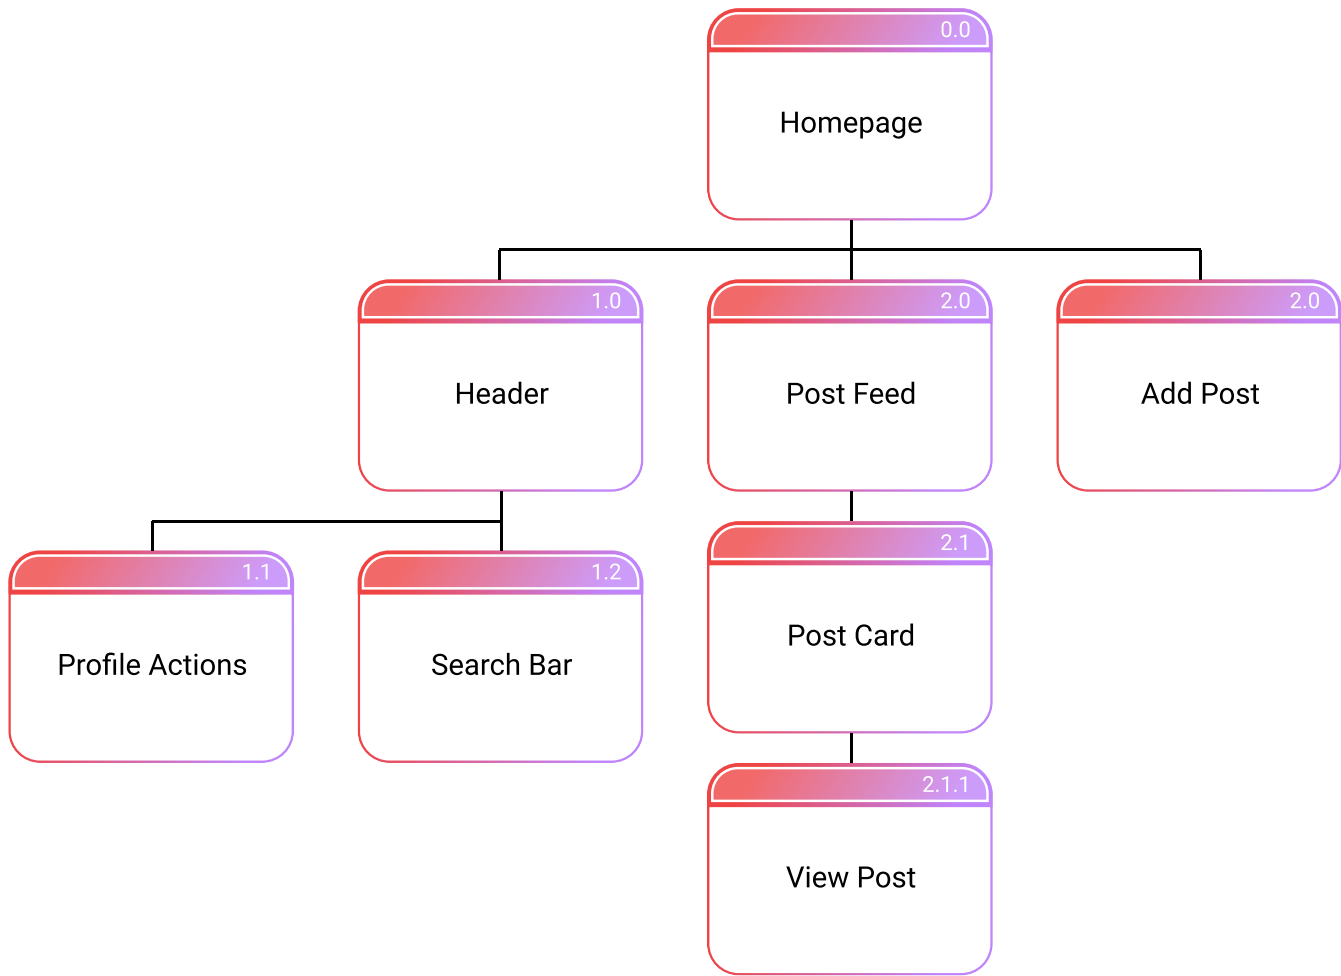 0.0
Homepage
1.0
Header
2.0
Post Feed
2.0
Add Post
1.1
Profile Actions
1.2
Search Bar
2.1
Post Card
2.1.1
View Post